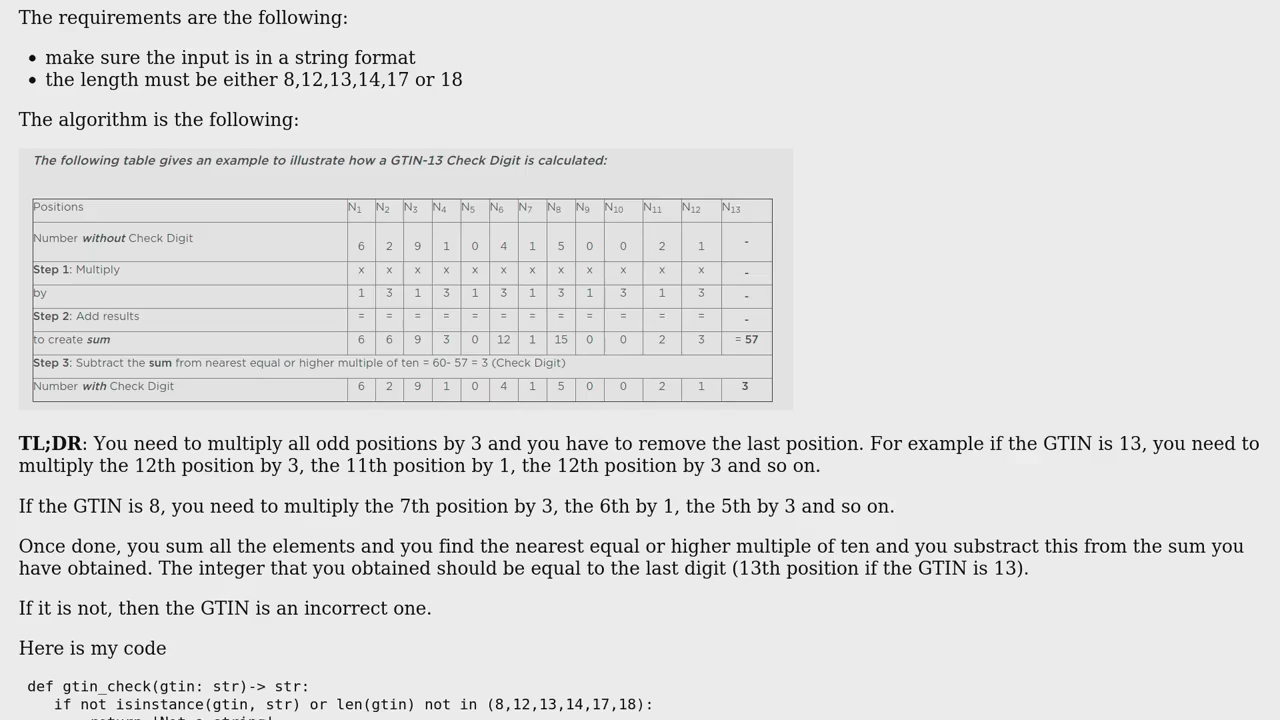 The requirements are the following:
• make sure the input is in a string format
• the length must be either 8,12,13,14,17 or 18
The algorithm is the following:
The following table gives an example to illustrate how a GTIN-13 Check Digit is calculated:
Positions N1 N2 N3 N4 N5 N6 N7 N8 N9 N10 N11 N12 N13
Number without Check Digit 6 2 9 1 0 4 1 5 0 0 2 1 -
Step 1: Multiply x x x x x x x x x x x x -
by 1 3 1 3 1 3 1 3 1 3 1 3 -
Step 2: Add results = = = = = = = = = = = = -
to create sum 6 6 9 3 0 12 1 15 0 0 2 3 = 57
Step 3: Subtract the sum from nearest equal or higher multiple of ten = 60- 57 = 3 (Check Digit)
Number with Check Digit 6 2 9 1 0 4 1 5 0 0 2 1 3
TL;DR: You need to multiply all odd positions by 3 and you have to remove the last position. For example if the GTIN is 13, you need to
multiply the 12th position by 3, the 11th position by 1, the 12th position by 3 and so on.
If the GTIN is 8, you need to multiply the 7th position by 3, the 6th by 1, the 5th by 3 and so on.
Once done, you sum all the elements and you find the nearest equal or higher multiple of ten and you substract this from the sum you
have obtained. The integer that you obtained should be equal to the last digit (13th position if the GTIN is 13).
If it is not, then the GTIN is an incorrect one.
Here is my code
def gtin_check(gtin: str)-> str:
if not isinstance(gtin, str) or len(gtin) not in (8,12,13,14,17,18):
return 'Not a string'